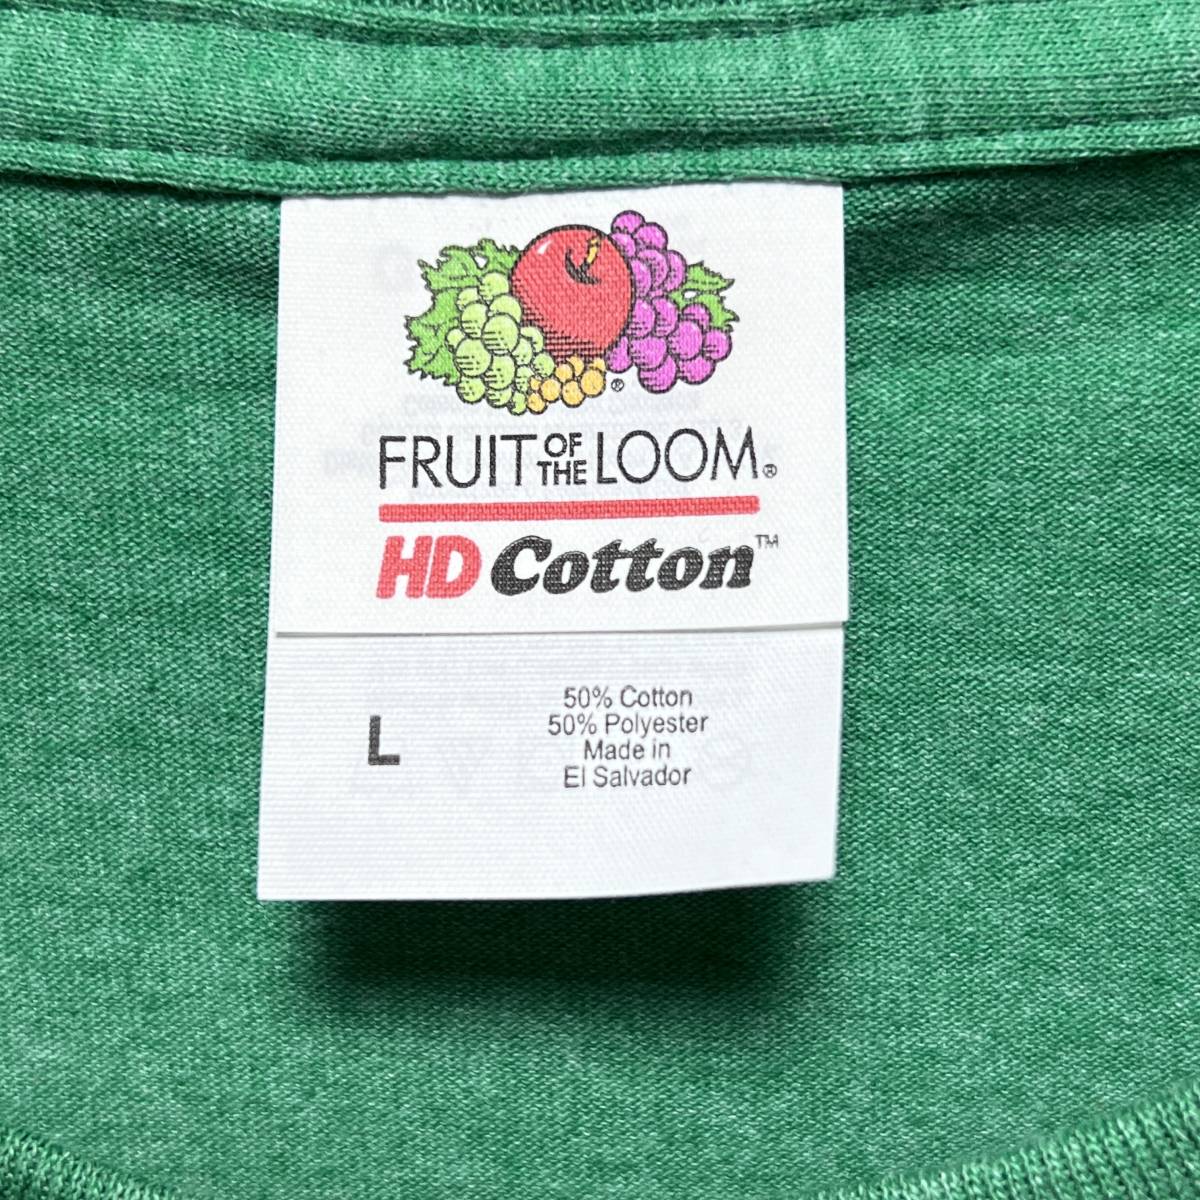 ®
FRUIT OF THE LOOM®
HD Cotton™
L
50% Cotton
50% Polyester
Made in
El Salvador